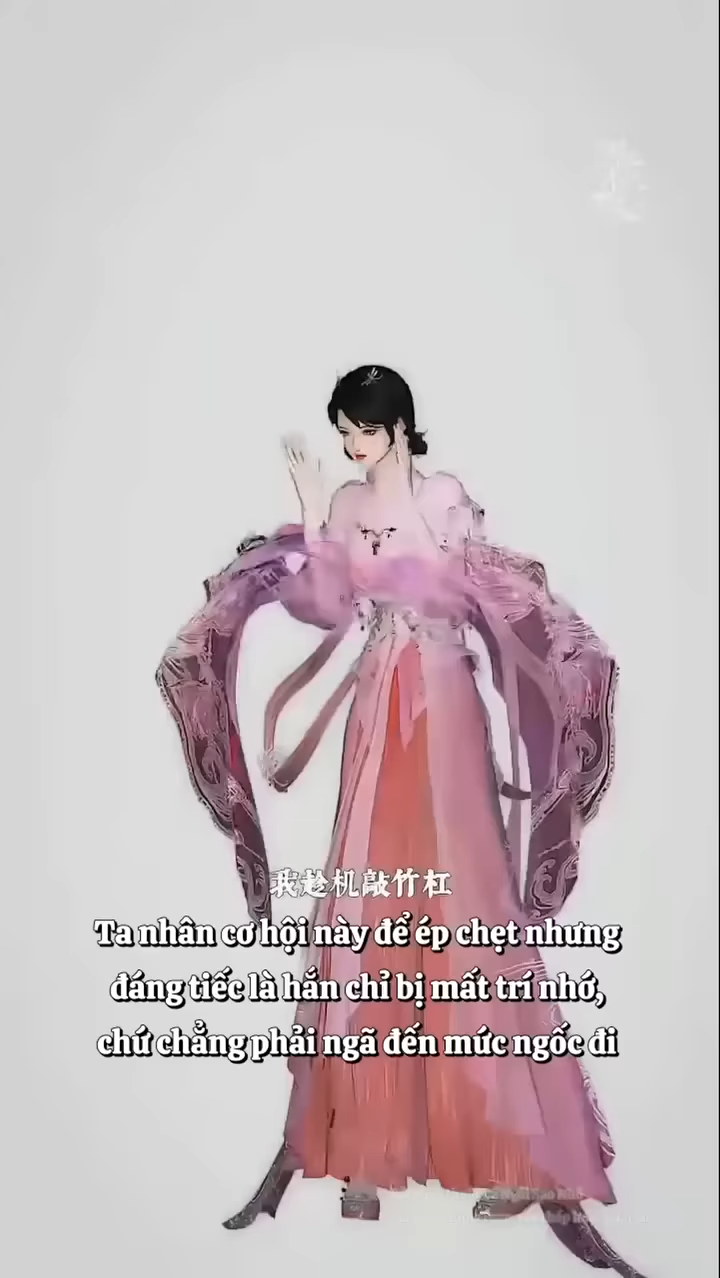 我趁机敲竹杠
Ta nhân cơ hội này để ép chẹt nhưng
đáng tiếc là hắn chỉ bị mất trí nhớ,
chứ chẳng phải ngã đến mức ngốc đi